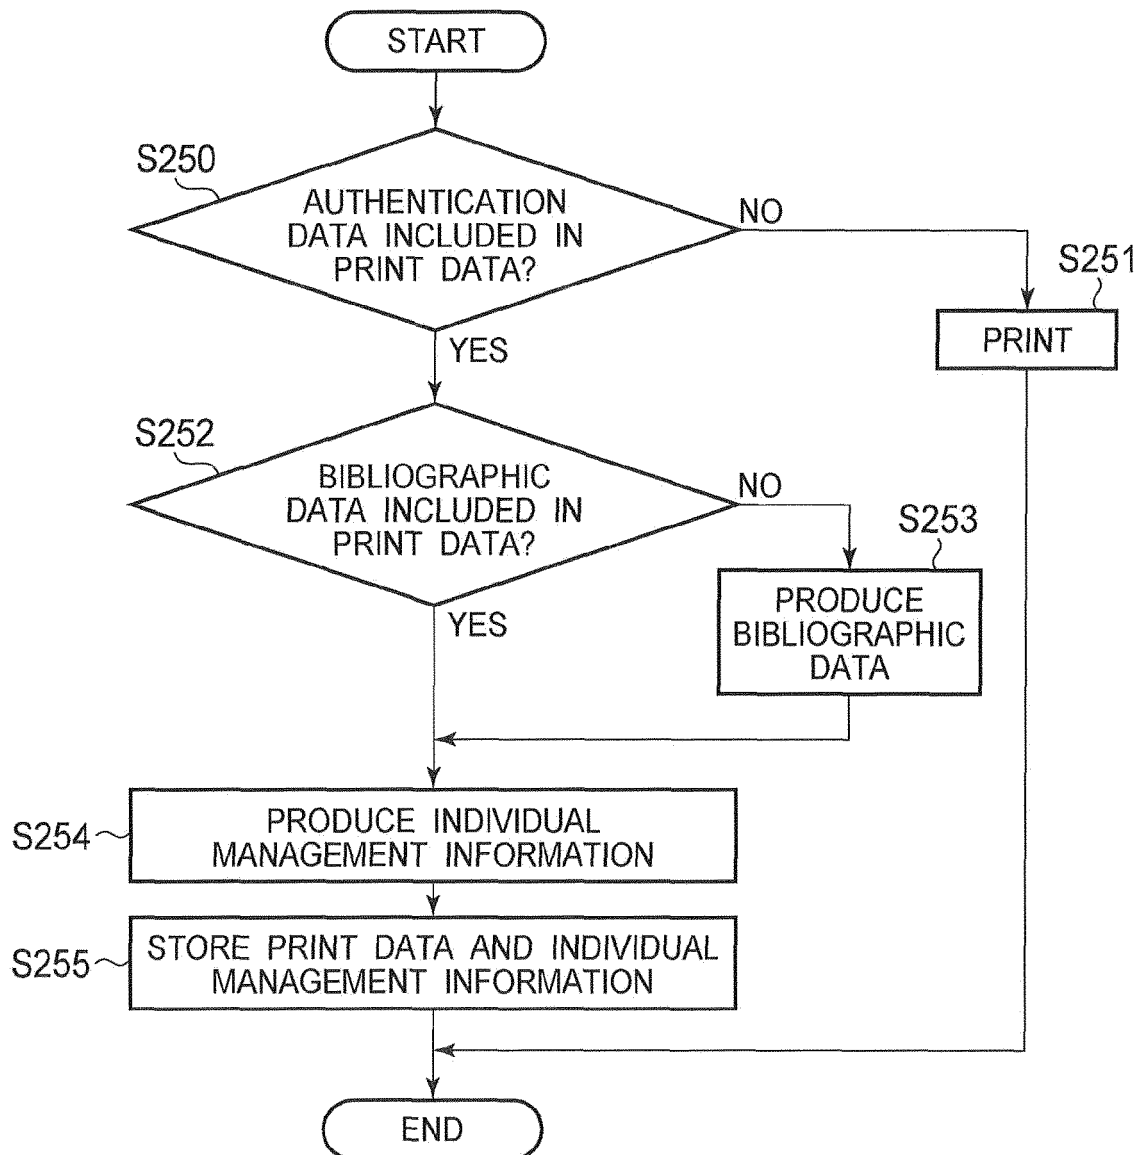 START
S250
AUTHENTICATION
DATA INCLUDED IN
PRINT DATA?
NO
S251
PRINT
YES
S252
BIBLIOGRAPHIC
DATA INCLUDED IN
PRINT DATA?
NO
S253
PRODUCE
BIBLIOGRAPHIC
DATA
YES
S254
PRODUCE INDIVIDUAL
MANAGEMENT INFORMATION
S255
STORE PRINT DATA AND INDIVIDUAL
MANAGEMENT INFORMATION
END